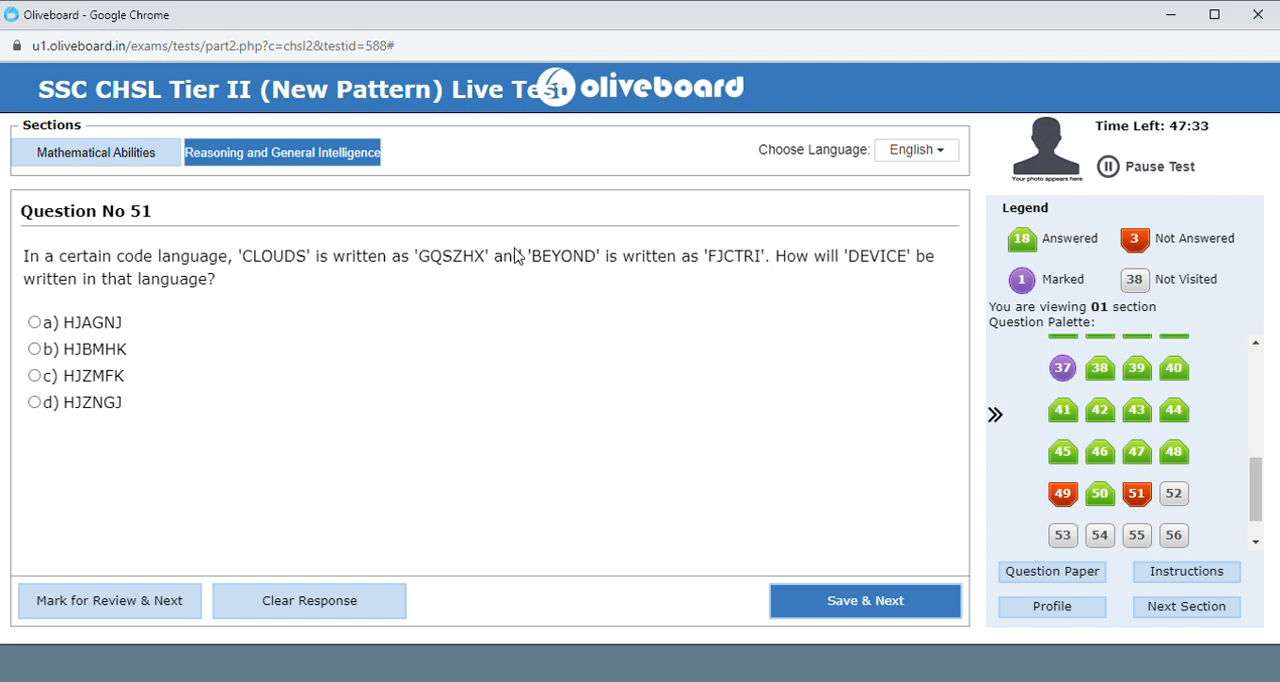 Oliveboard - Google Chrome
u1.oliveboard.in/exams/tests/part2.php?c=chsl2&testid=588#
SSC CHSL Tier II (New Pattern) Live Test
oliveboard
Sections
Mathematical Abilities
Reasoning and General Intelligence
Choose Language:
English
Your photo appears here
Time Left: 47:33
Pause Test
Question No 51
In a certain code language, 'CLOUDS' is written as 'GQSZHX' and 'BEYOND' is written as 'FJCTRI'. How will 'DEVICE' be
written in that language?
a) HJAGNJ
b) HJBMHK
c) HJZMFK
d) HJZNGJ
Mark for Review & Next
Clear Response
Save & Next
Legend
18 Answered
3 Not Answered
1 Marked
38 Not Visited
You are viewing 01 section
Question Palette:
37 38 39 40
41 42 43 44
45 46 47 48
49 50 51 52
53 54 55 56
Question Paper
Instructions
Profile
Next Section